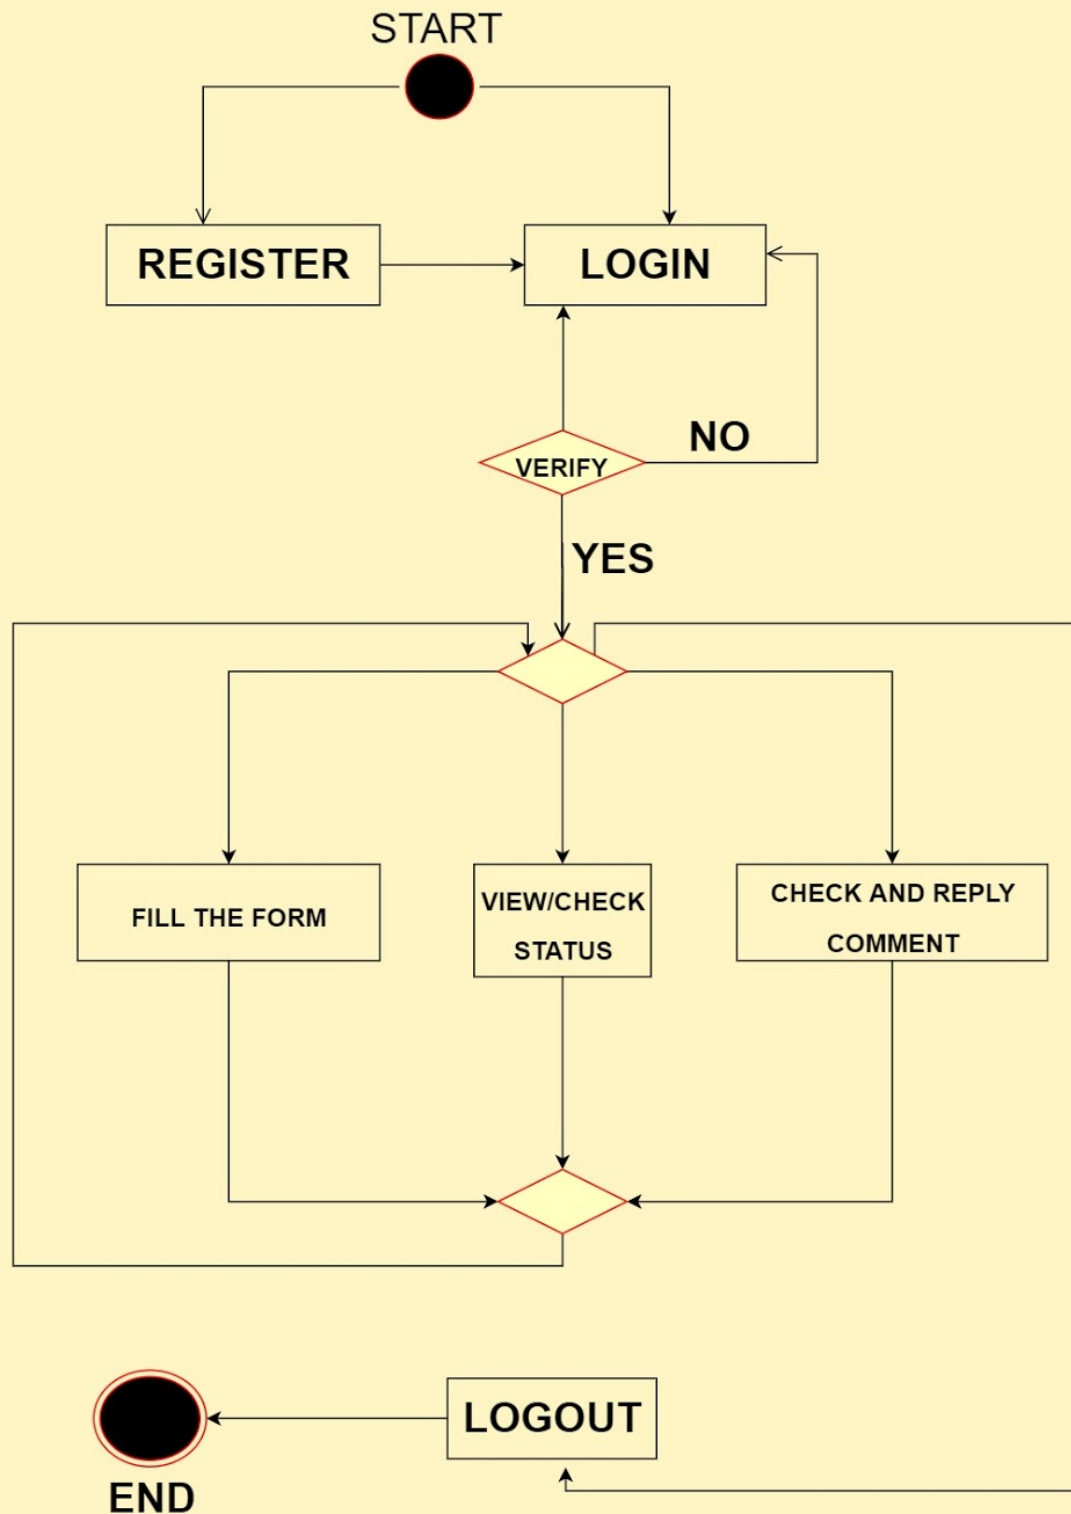 START
REGISTER
LOGIN
NO
VERIFY
YES
FILL THE FORM
VIEW/CHECK
STATUS
CHECK AND REPLY
COMMENT
LOGOUT
END